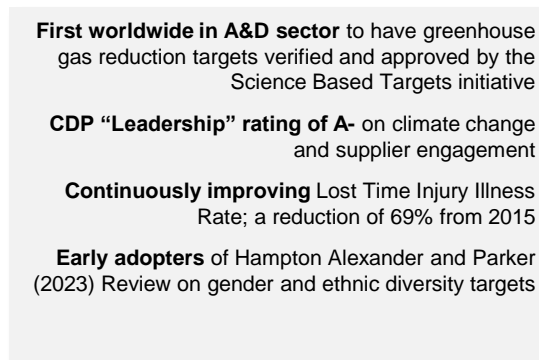 First worldwide in A&D sector to have greenhouse
gas reduction targets verified and approved by the
Science Based Targets initiative
CDP “Leadership” rating of A- on climate change
and supplier engagement
Continuously improving Lost Time Injury Illness
Rate; a reduction of 69% from 2015
Early adopters of Hampton Alexander and Parker
(2023) Review on gender and ethnic diversity targets